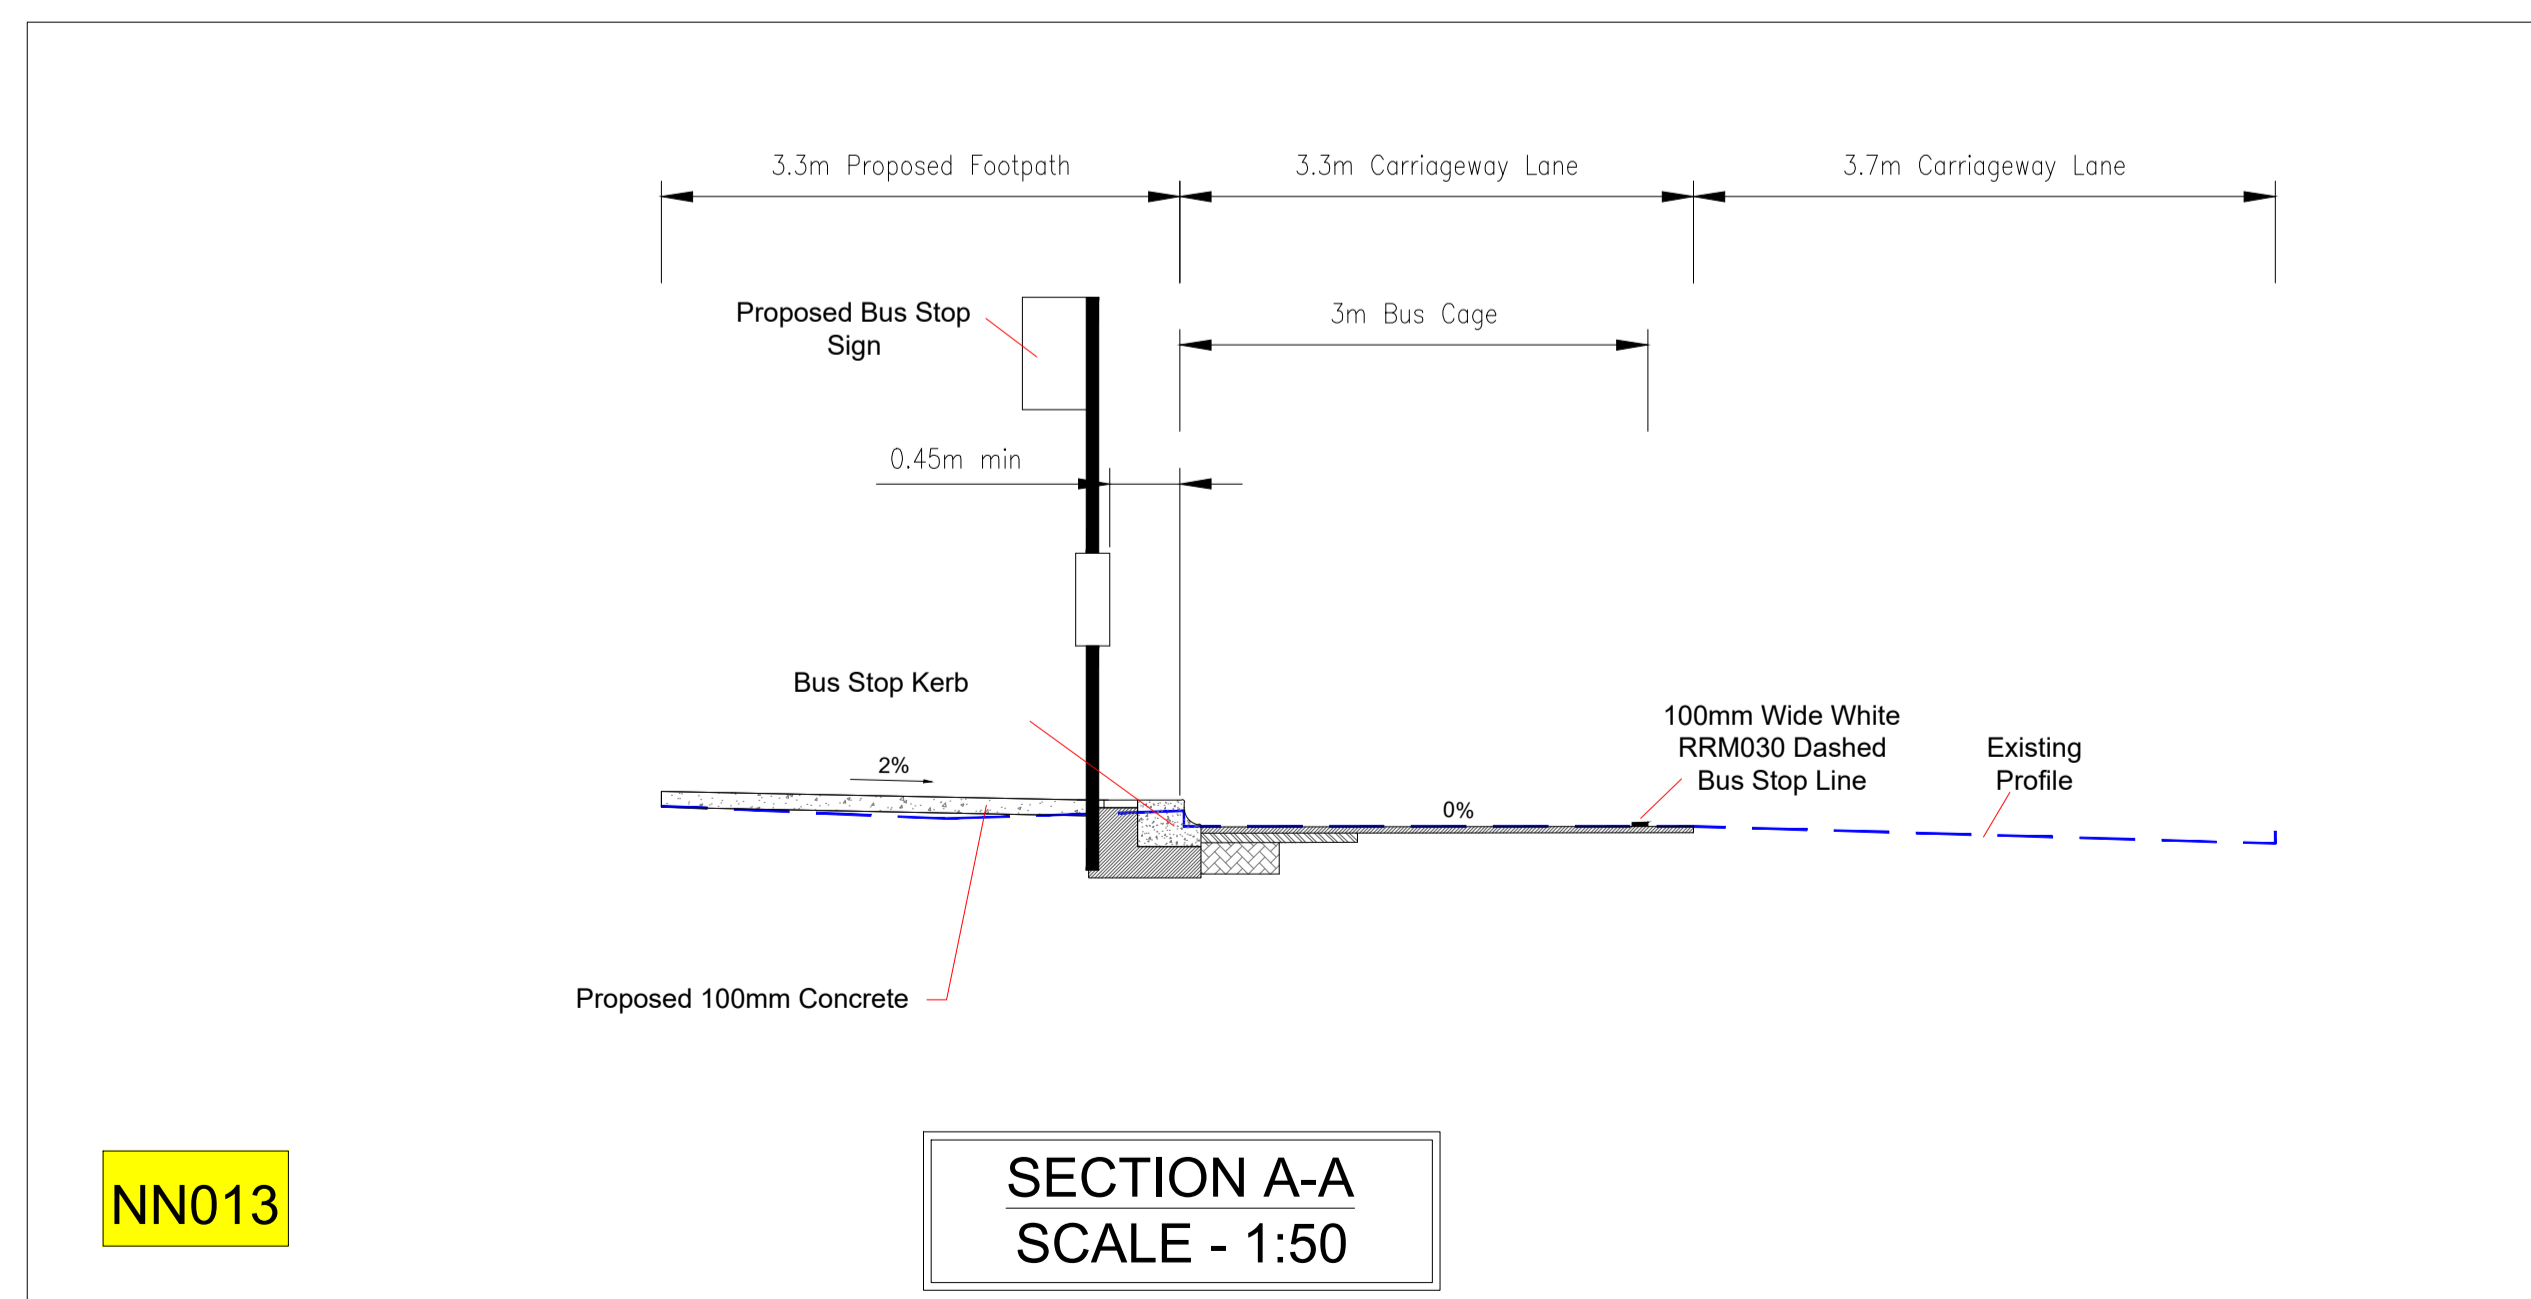 3.3m Proposed Footpath
3.3m Carriageway Lane
3.7m Carriageway Lane
Proposed Bus Stop
Sign
3m Bus Cage
0.45m min
Bus Stop Kerb
100mm Wide White
RRM030 Dashed
Bus Stop Line
Existing
Profile
2%
0%
Proposed 100mm Concrete
NN013
SECTION A-A
SCALE - 1:50